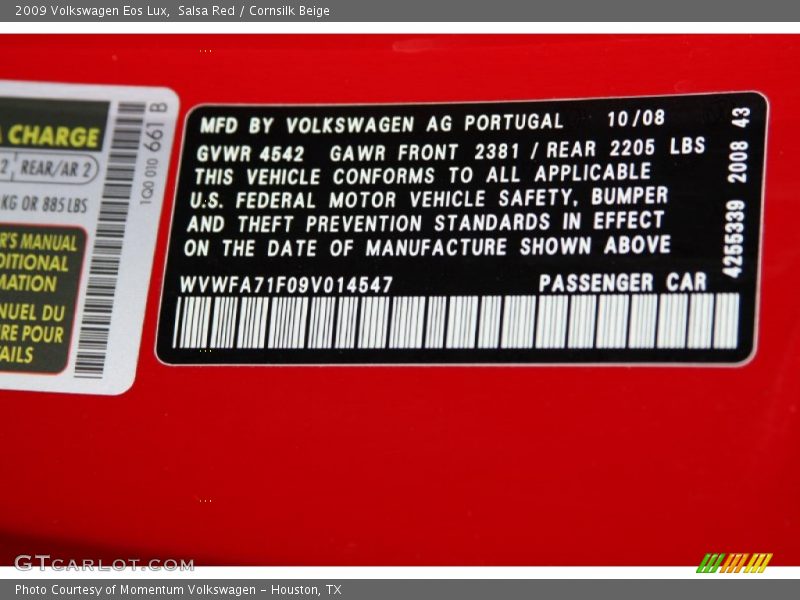 2009 Volkswagen Eos Lux, Salsa Red / Cornsilk Beige
A CHARGE
2 REAR/AR 2
KG OR 885 LBS
R'S MANUAL
DITIONAL
MATION
NUEL DU
RE POUR
AILS
1Q0 010 661 B
MFD BY VOLKSWAGEN AG PORTUGAL 10/08
GVWR 4542 GAWR FRONT 2381 / REAR 2205 LBS
THIS VEHICLE CONFORMS TO ALL APPLICABLE
U.S. FEDERAL MOTOR VEHICLE SAFETY, BUMPER
AND THEFT PREVENTION STANDARDS IN EFFECT
ON THE DATE OF MANUFACTURE SHOWN ABOVE
WVWFA71F09V014547 PASSENGER CAR
4255339 2008 43
GTCARLOT.COM
Photo Courtesy of Momentum Volkswagen - Houston, TX